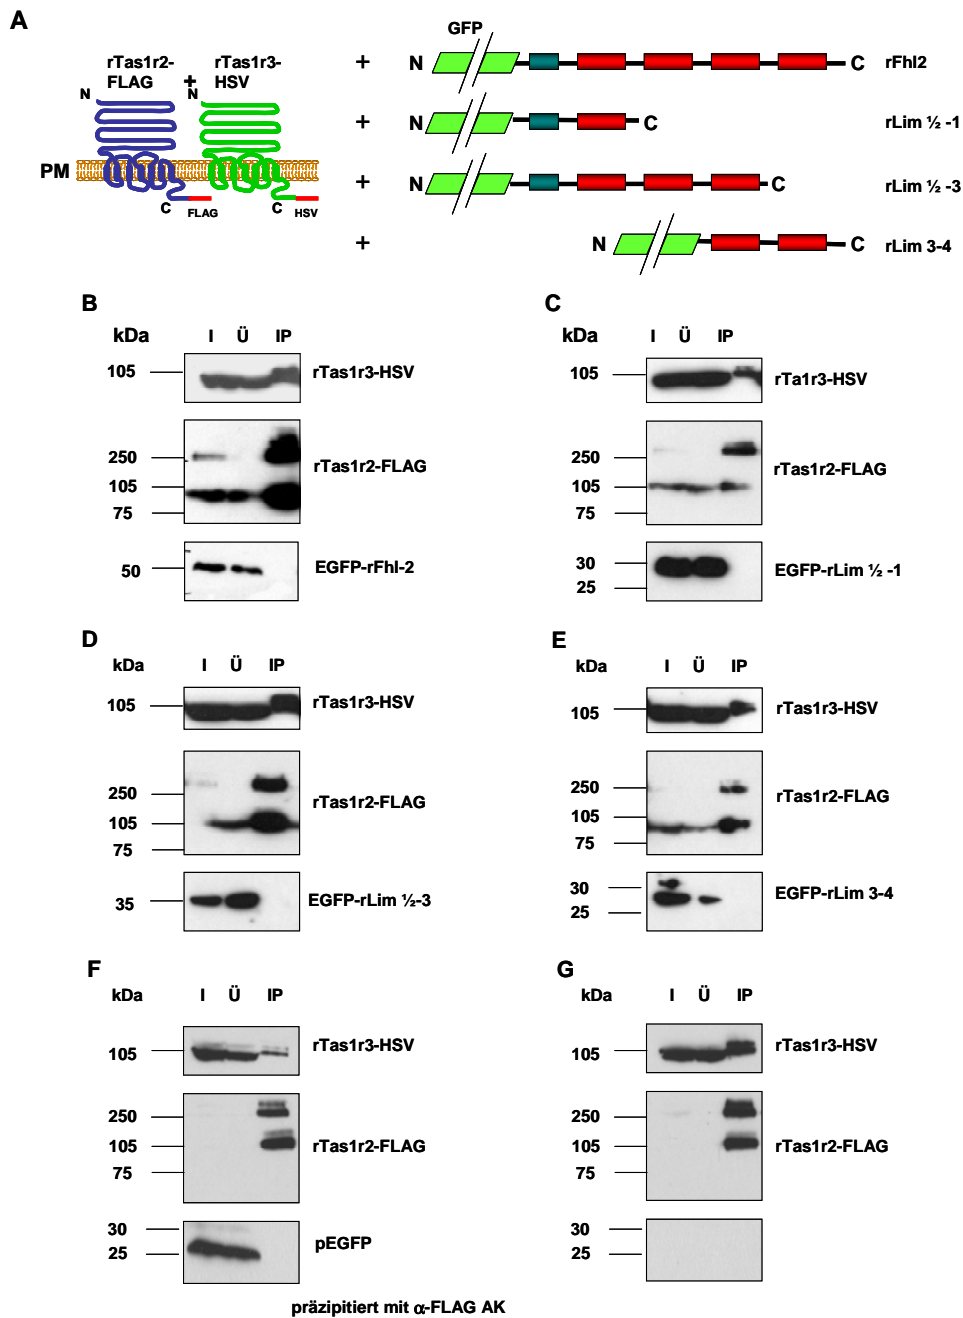 A
GFP
rTas1r2-FLAG
+
rTas1r3-HSV
N
N
PM
C
FLAG
C
HSV
+
N
C
rFhl2
+
N
C
rLim ½ -1
+
N
C
rLim ½ -3
+
N
C
rLim 3-4
B
kDa
I Ü IP
105
rTas1r3-HSV
250
105
75
rTas1r2-FLAG
50
EGFP-rFhl-2
C
kDa
I Ü IP
105
rTa1r3-HSV
250
105
75
rTas1r2-FLAG
30
25
EGFP-rLim ½ -1
D
kDa
I Ü IP
105
rTas1r3-HSV
250
105
75
rTas1r2-FLAG
35
EGFP-rLim ½-3
E
kDa
I Ü IP
105
rTas1r3-HSV
250
105
75
rTas1r2-FLAG
30
25
EGFP-rLim 3-4
F
kDa
I Ü IP
105
rTas1r3-HSV
250
105
75
rTas1r2-FLAG
30
25
pEGFP
G
kDa
I Ü IP
105
rTas1r3-HSV
250
105
75
rTas1r2-FLAG
30
25
präzipitiert mit α-FLAG AK